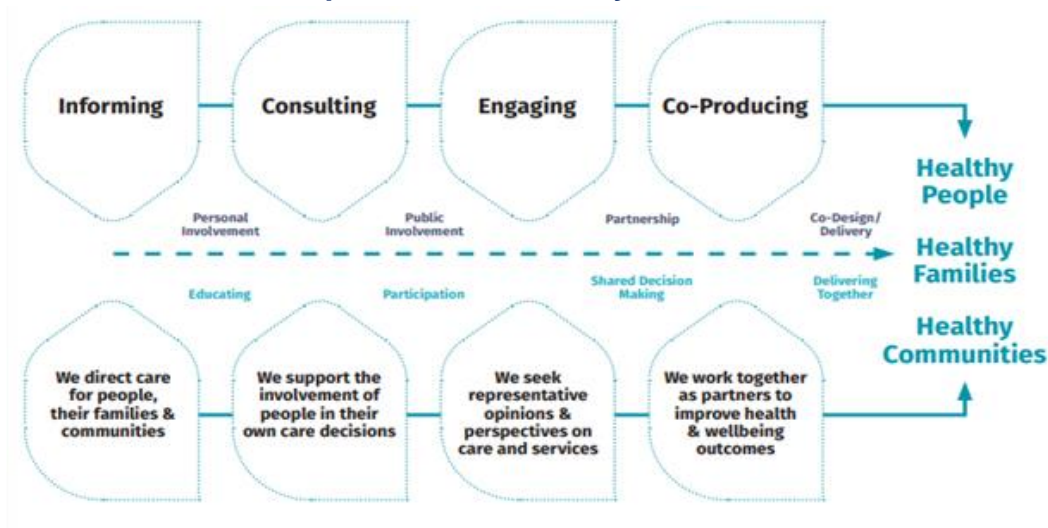 Informing
Consulting
Engaging
Co-Producing
Healthy
People
Personal
Involvement
Public
Involvement
Partnership
Co-Design/
Delivery
Healthy
Families
Educating
Participation
Shared Decision
Making
Delivering
Together
Healthy
Communities
We direct care
for people,
their families &
communities
We support the
involvement of
people in their
own care decisions
We seek
representative
opinions &
perspectives on
care and services
We work together
as partners to
improve health
& wellbeing
outcomes